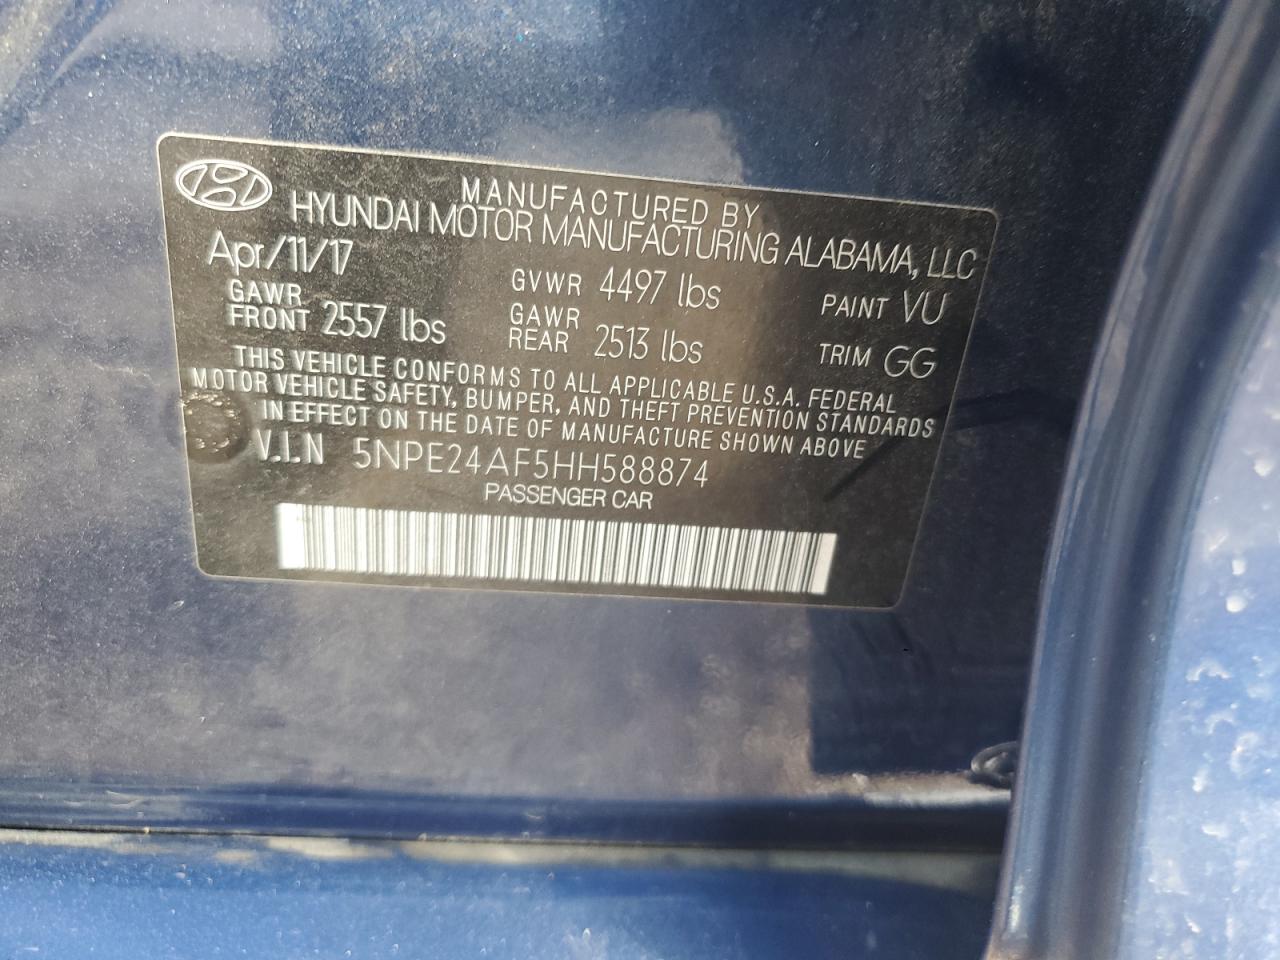 MANUFACTURED BY
HYUNDAI MOTOR MANUFACTURING ALABAMA, LLC
Apr/11/17
GVWR 4497 lbs
PAINT VU
GAWR FRONT 2557 lbs
GAWR REAR 2513 lbs
TRIM GG
THIS VEHICLE CONFORMS TO ALL APPLICABLE U.S.A. FEDERAL
MOTOR VEHICLE SAFETY, BUMPER, AND THEFT PREVENTION STANDARDS
IN EFFECT ON THE DATE OF MANUFACTURE SHOWN ABOVE
V.I.N 5NPE24AF5HH588874
PASSENGER CAR